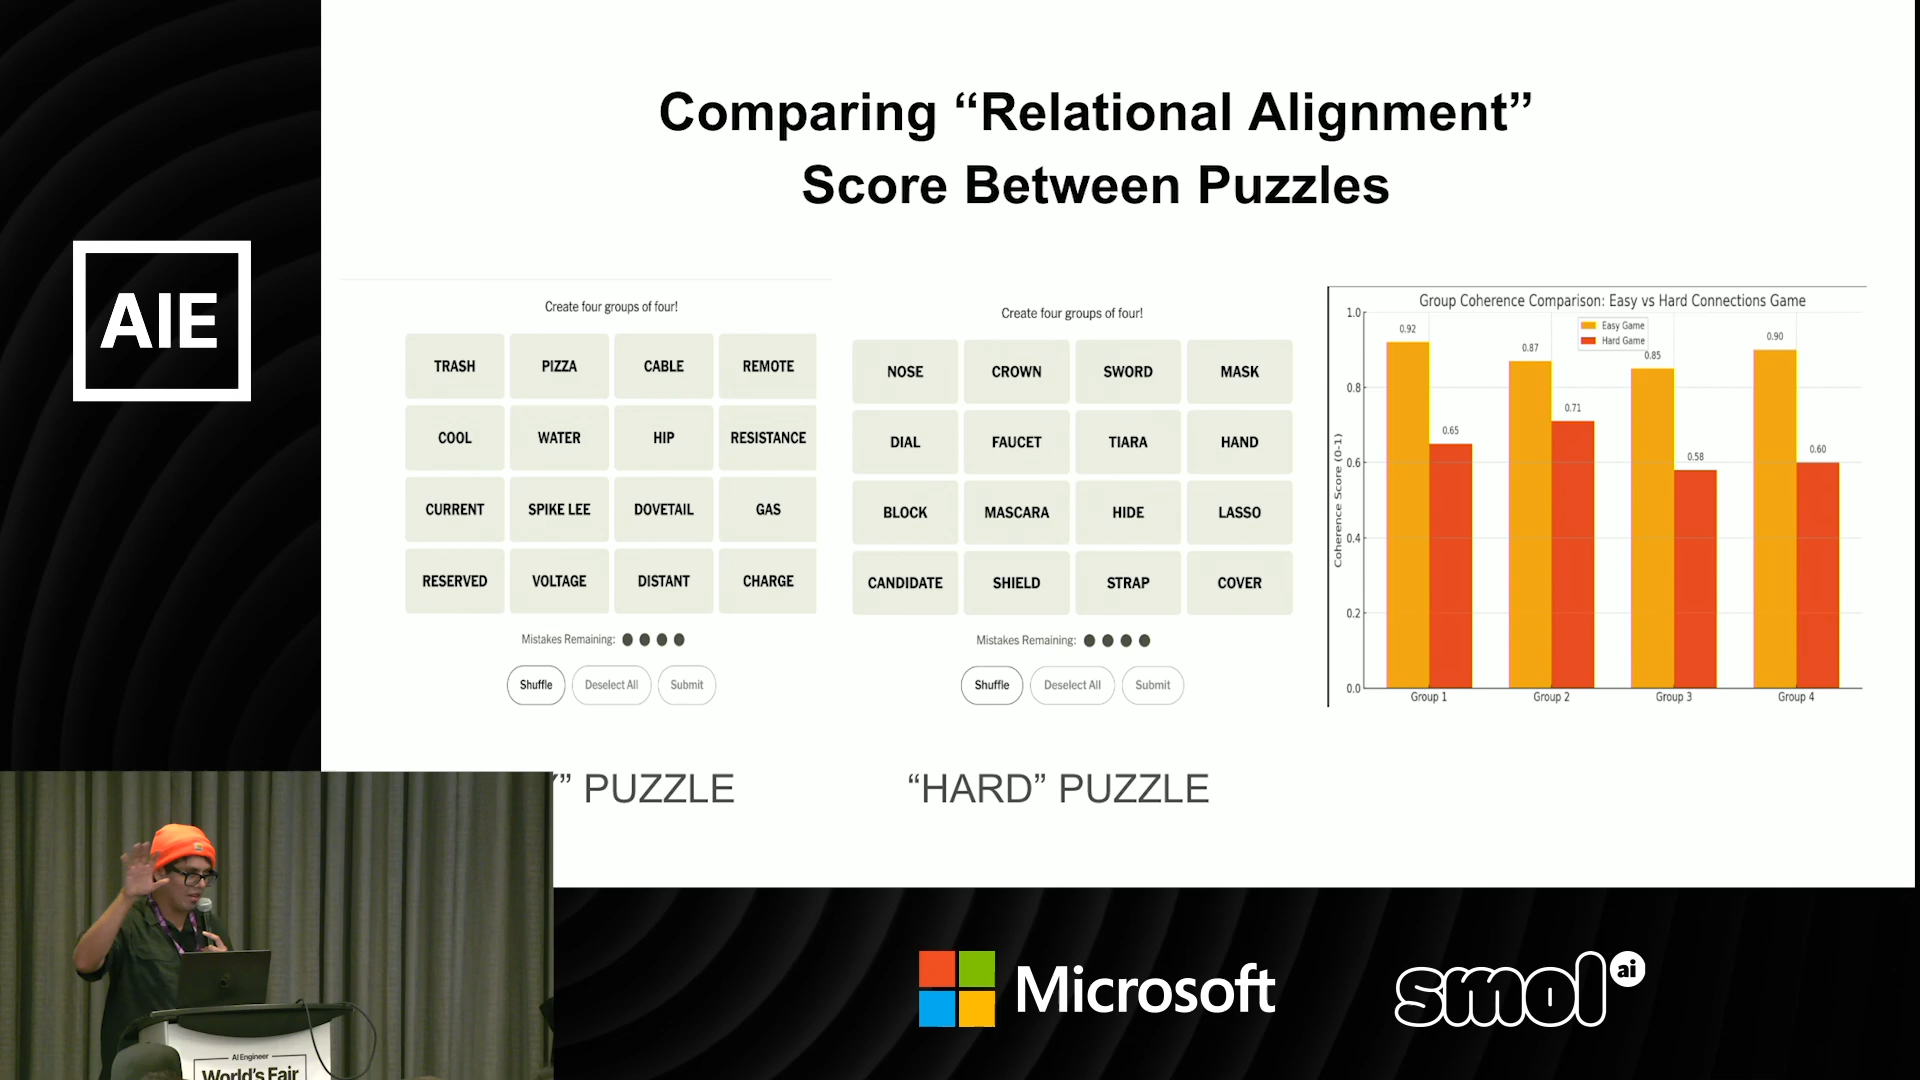 Comparing “Relational Alignment”
Score Between Puzzles
AIE
Create four groups of four!
TRASH PIZZA CABLE REMOTE
COOL WATER HIP RESISTANCE
CURRENT SPIKE LEE DOVETAIL GAS
RESERVED VOLTAGE DISTANT CHARGE
Mistakes Remaining:
Shuffle Deselect All Submit
Create four groups of four!
NOSE CROWN SWORD MASK
DIAL FAUCET TIARA HAND
BLOCK MASCARA HIDE LASSO
CANDIDATE SHIELD STRAP COVER
Mistakes Remaining:
Shuffle Deselect All Submit
Group Coherence Comparison: Easy vs Hard Connections Game
Easy Game
Hard Game
Coherence Score (0-1)
1.0
0.8
0.6
0.4
0.2
0.0
0.92 0.65 0.87 0.71 0.85 0.58 0.90 0.60
Group 1 Group 2 Group 3 Group 4
” PUZZLE
“HARD” PUZZLE
AI Engineer
World's Fair
Microsoft
smol ai